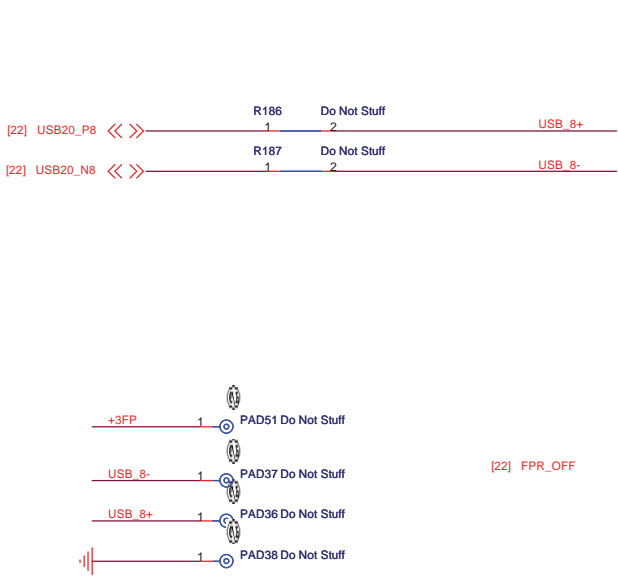 R186 Do Not Stuff
[22] USB20_P8 1 2 USB_8+
R187 Do Not Stuff
[22] USB20_N8 1 2 USB_8-
+3FP 1 PAD51 Do Not Stuff
[22] FPR_OFF
USB_8- 1 PAD37 Do Not Stuff
USB_8+ 1 PAD36 Do Not Stuff
1 PAD38 Do Not Stuff